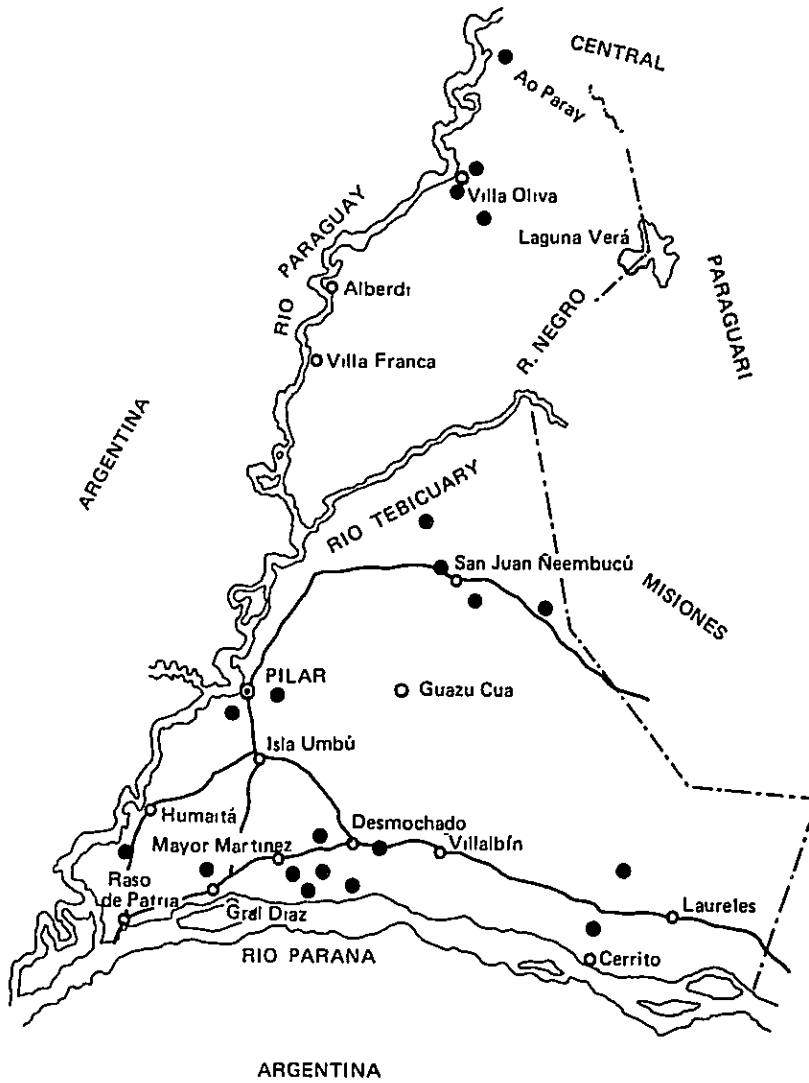 CENTRAL
Ao Paray
Villa Oliva
RIO PARAGUAY
Laguna Verá
Alberdi
PARAGUARI
R. NEGRO
Villa Franca
ARGENTINA
RIO TEBICUARY
San Juan Ñeembucú
MISIONES
PILAR
Guazu Cua
Isla Umbú
Humaitá
Desmochado
Mayor Martinez
Villalbín
Raso
de Patria
Laureles
Gral Diaz
RIO PARANA
Cerrito
ARGENTINA